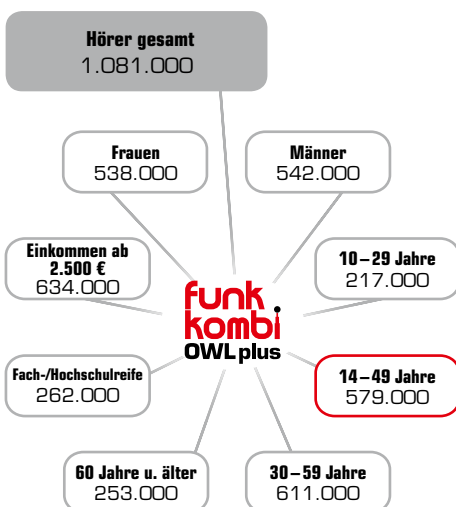 Hörer gesamt
1.081.000
Frauen
538.000
Männer
542.000
Einkommen ab
2.500 €
634.000
10–29 Jahre
217.000
funk
kombi
OWL plus
Fach-/Hochschulreife
262.000
14–49 Jahre
579.000
60 Jahre u. älter
253.000
30–59 Jahre
611.000